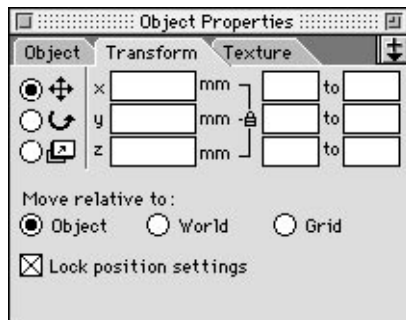 Object Properties
Object Transform Texture
x mm to
y mm to
z mm to
Move relative to:
Object World Grid
Lock position settings